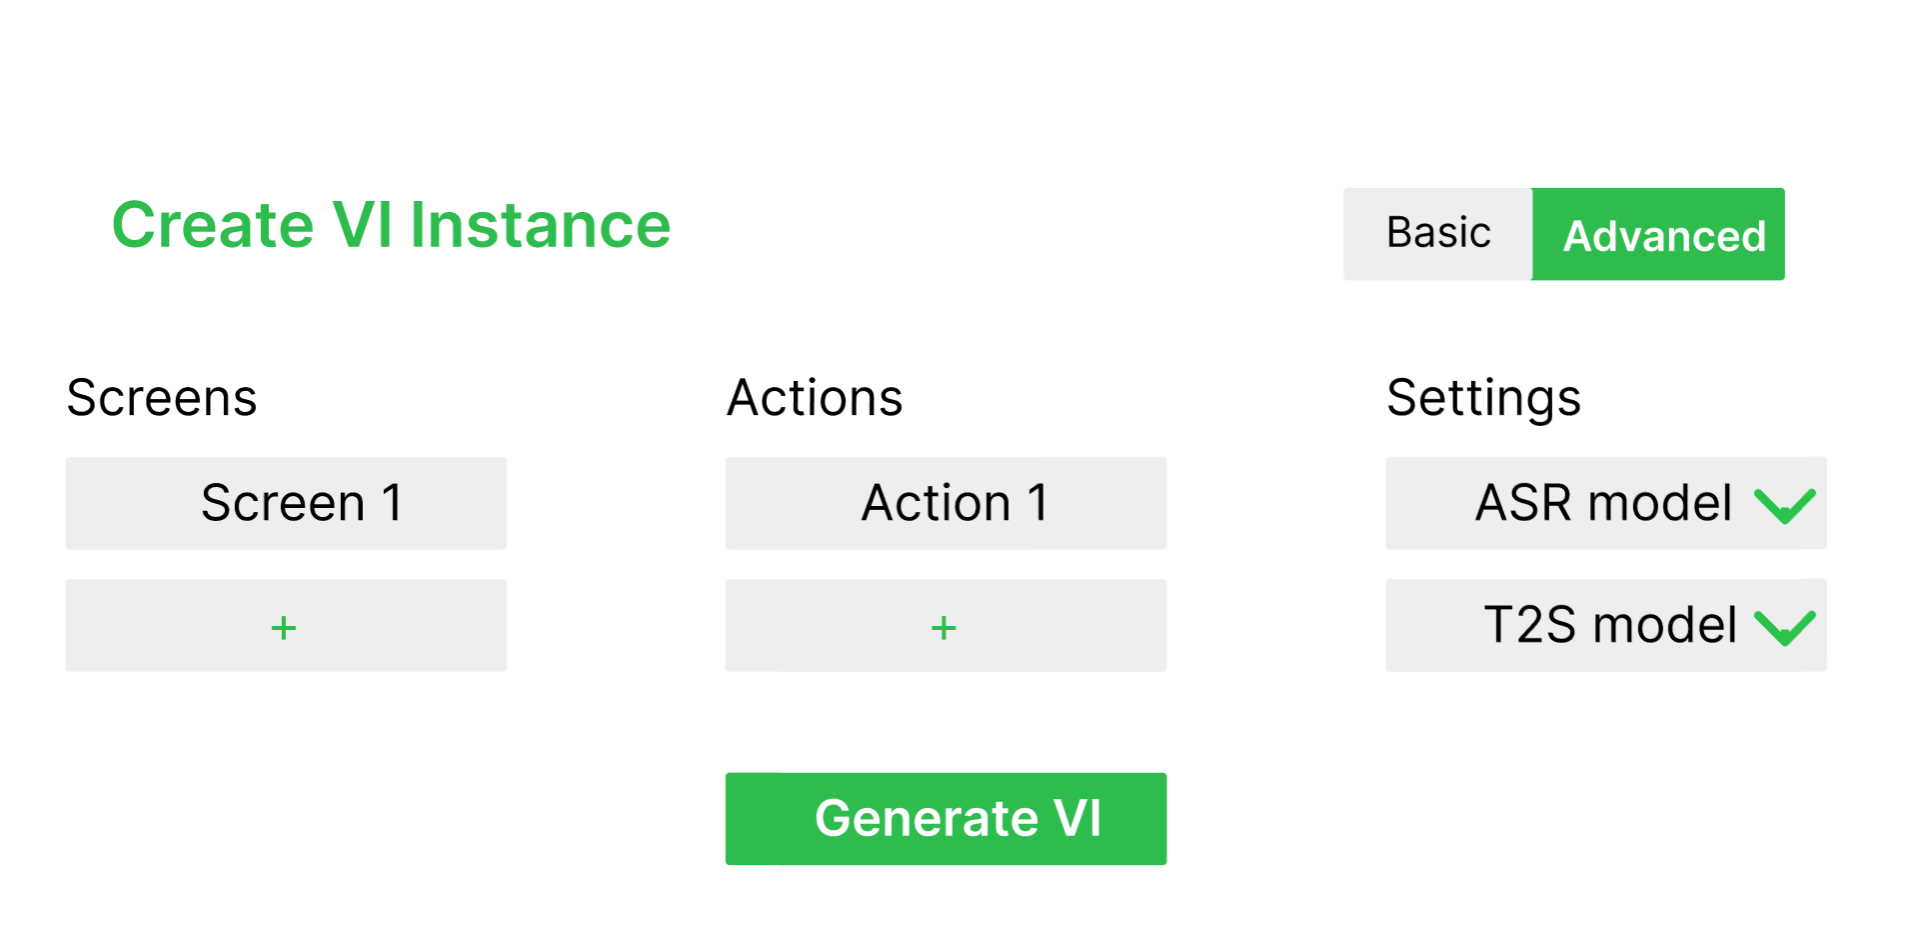 Create VI Instance
Basic
Advanced
Screens
Actions
Settings
Screen 1
Action 1
ASR model
+
+
T2S model
Generate VI